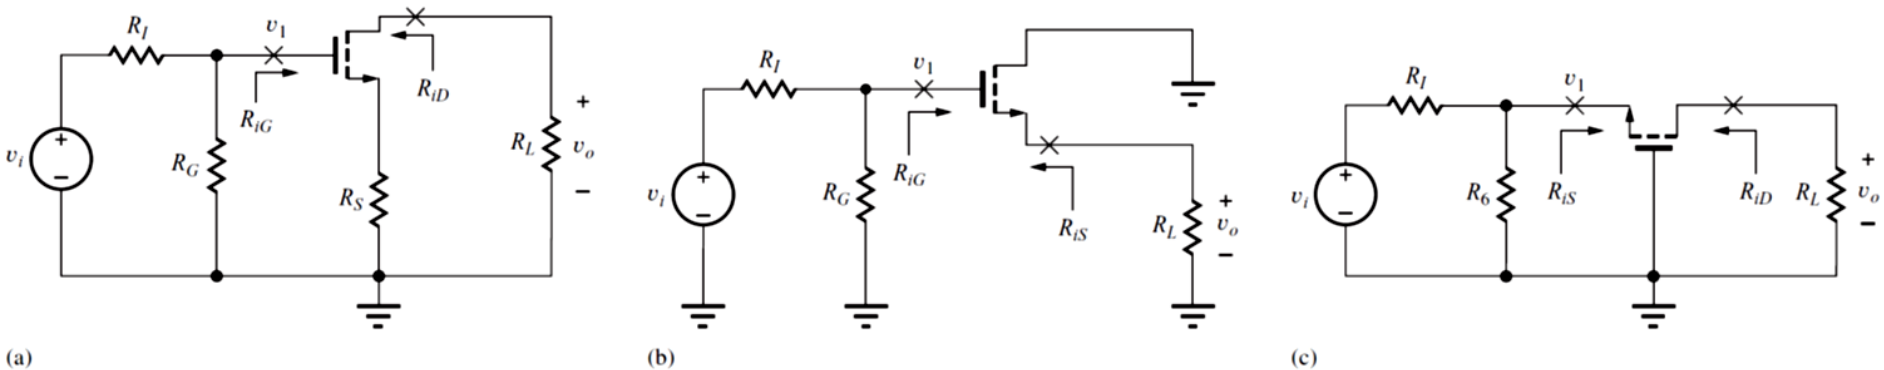 R_I
v_1
R_iG
R_iD
R_G
v_i
+
−
R_S
R_L
+
v_o
−
(a)
R_I
v_1
R_iG
R_G
v_i
+
−
R_iS
R_L
+
v_o
−
(b)
R_I
v_1
R_6
R_iS
R_iD
v_i
+
−
R_L
+
v_o
−
(c)